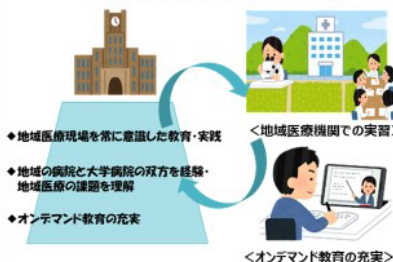 ◆地域医療現場を常に意識した教育・実践
◆地域の病院と大学病院の双方を経験・
地域医療の課題を理解
◆オンデマンド教育の充実
<地域医療機関での実習>
<オンデマンド教育の充実>